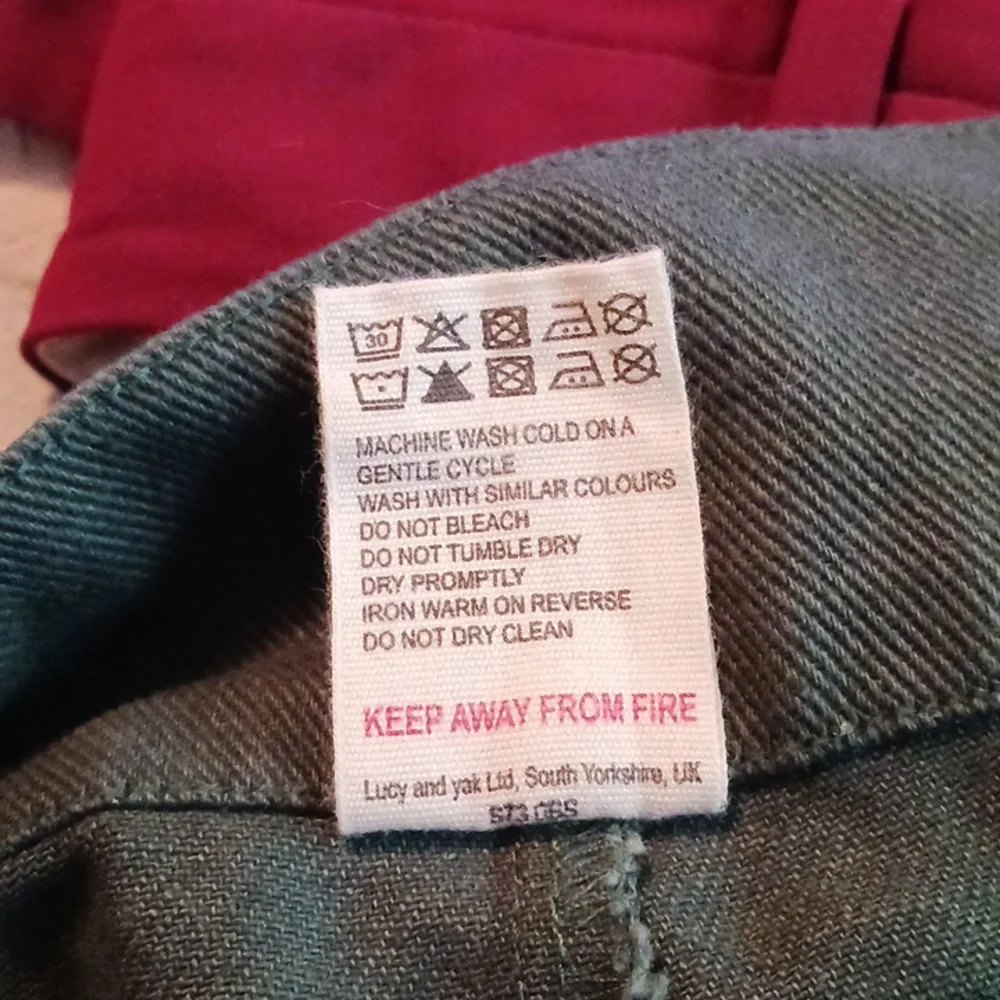 30
MACHINE WASH COLD ON A
GENTLE CYCLE
WASH WITH SIMILAR COLOURS
DO NOT BLEACH
DO NOT TUMBLE DRY
DRY PROMPTLY
IRON WARM ON REVERSE
DO NOT DRY CLEAN
KEEP AWAY FROM FIRE
Lucy and yak Ltd, South Yorkshire, UK
S73